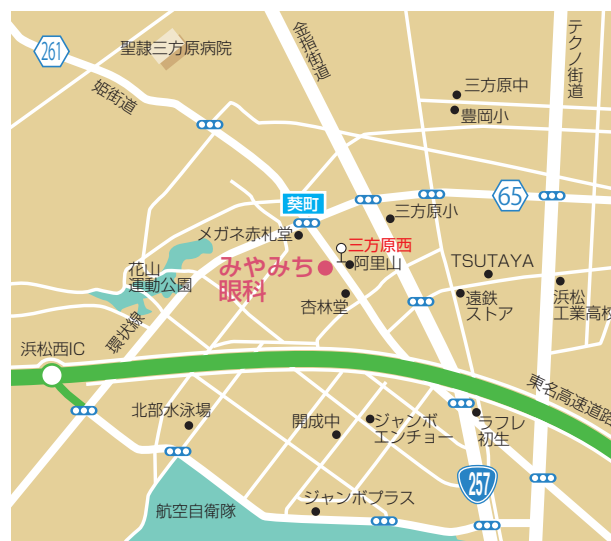 261
聖隷三方原病院
金指街道
テクノ街道
姫街道
三方原中
豊岡小
葵町
65
三方原小
メガネ赤札堂
三方原西
阿里山
TSUTAYA
みやみち
眼科
花山
運動公園
杏林堂
遠鉄
ストア
浜松
工業高校
環状線
浜松西IC
東名高速道路
北部水泳場
開成中
ジャンボ
エンチョー
ラフレ
初生
257
ジャンボプラス
航空自衛隊